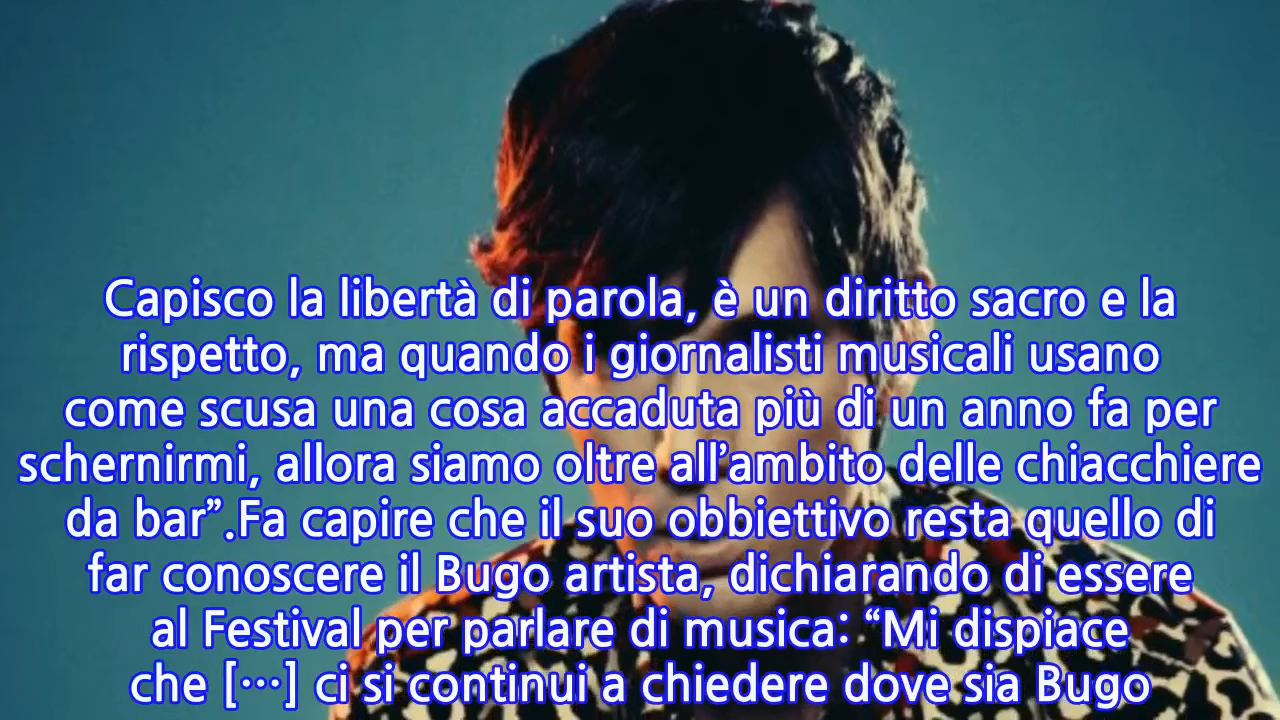 Capisco la libertà di parola, è un diritto sacro e la
rispetto, ma quando i giornalisti musicali usano
come scusa una cosa accaduta più di un anno fa per
schernirmi, allora siamo oltre all’ambito delle chiacchiere
da bar”.Fa capire che il suo obbiettivo resta quello di
far conoscere il Bugo artista, dichiarando di essere
al Festival per parlare di musica: “Mi dispiace
che […] ci si continui a chiedere dove sia Bugo